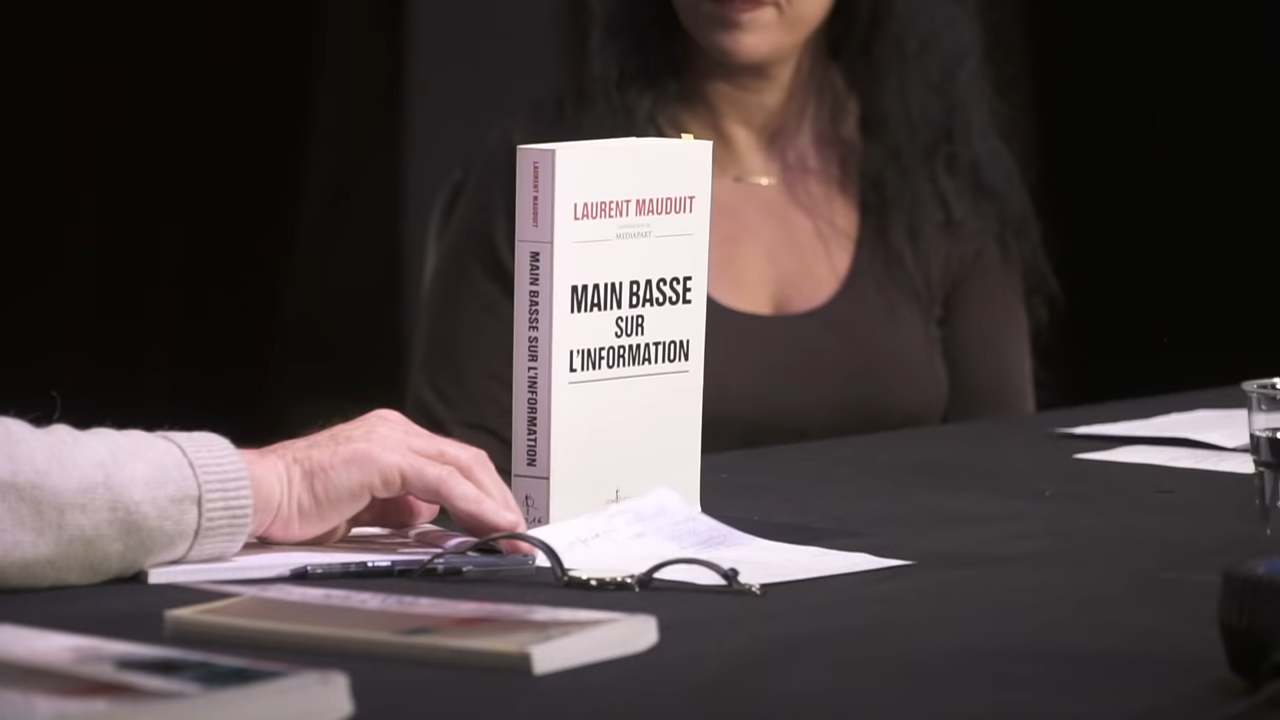 LAURENT MAUDUIT
MEDIAPART
MAIN BASSE
SUR
L'INFORMATION
LAURENT MAUDUIT
MAIN BASSE SUR L'INFORMATION